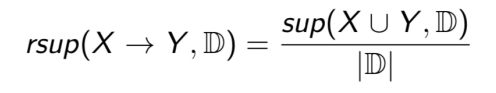 rsup(X → Y, 𝔻) = sup(X ∪ Y, 𝔻) / |𝔻|